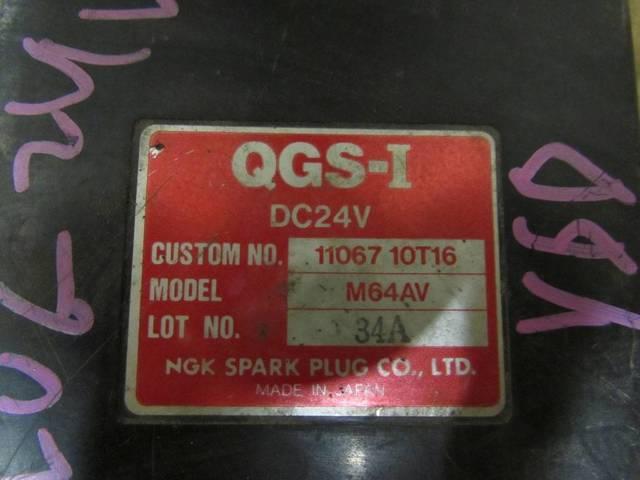 QGS-I
DC24V
CUSTOM NO. 11067 10T16
MODEL M64AV
LOT NO. 34A
NGK SPARK PLUG CO., LTD.
MADE IN JAPAN